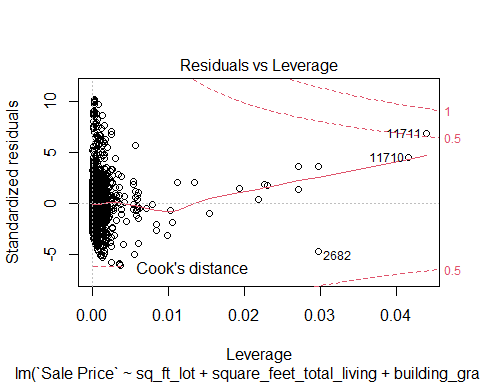 Residuals vs Leverage
Standardized residuals
10
5
0
-5
1
0.5
0.5
11711
11710
2682
Cook's distance
0.00 0.01 0.02 0.03 0.04
Leverage
lm(`Sale Price` ~ sq_ft_lot + square_feet_total_living + building_gra